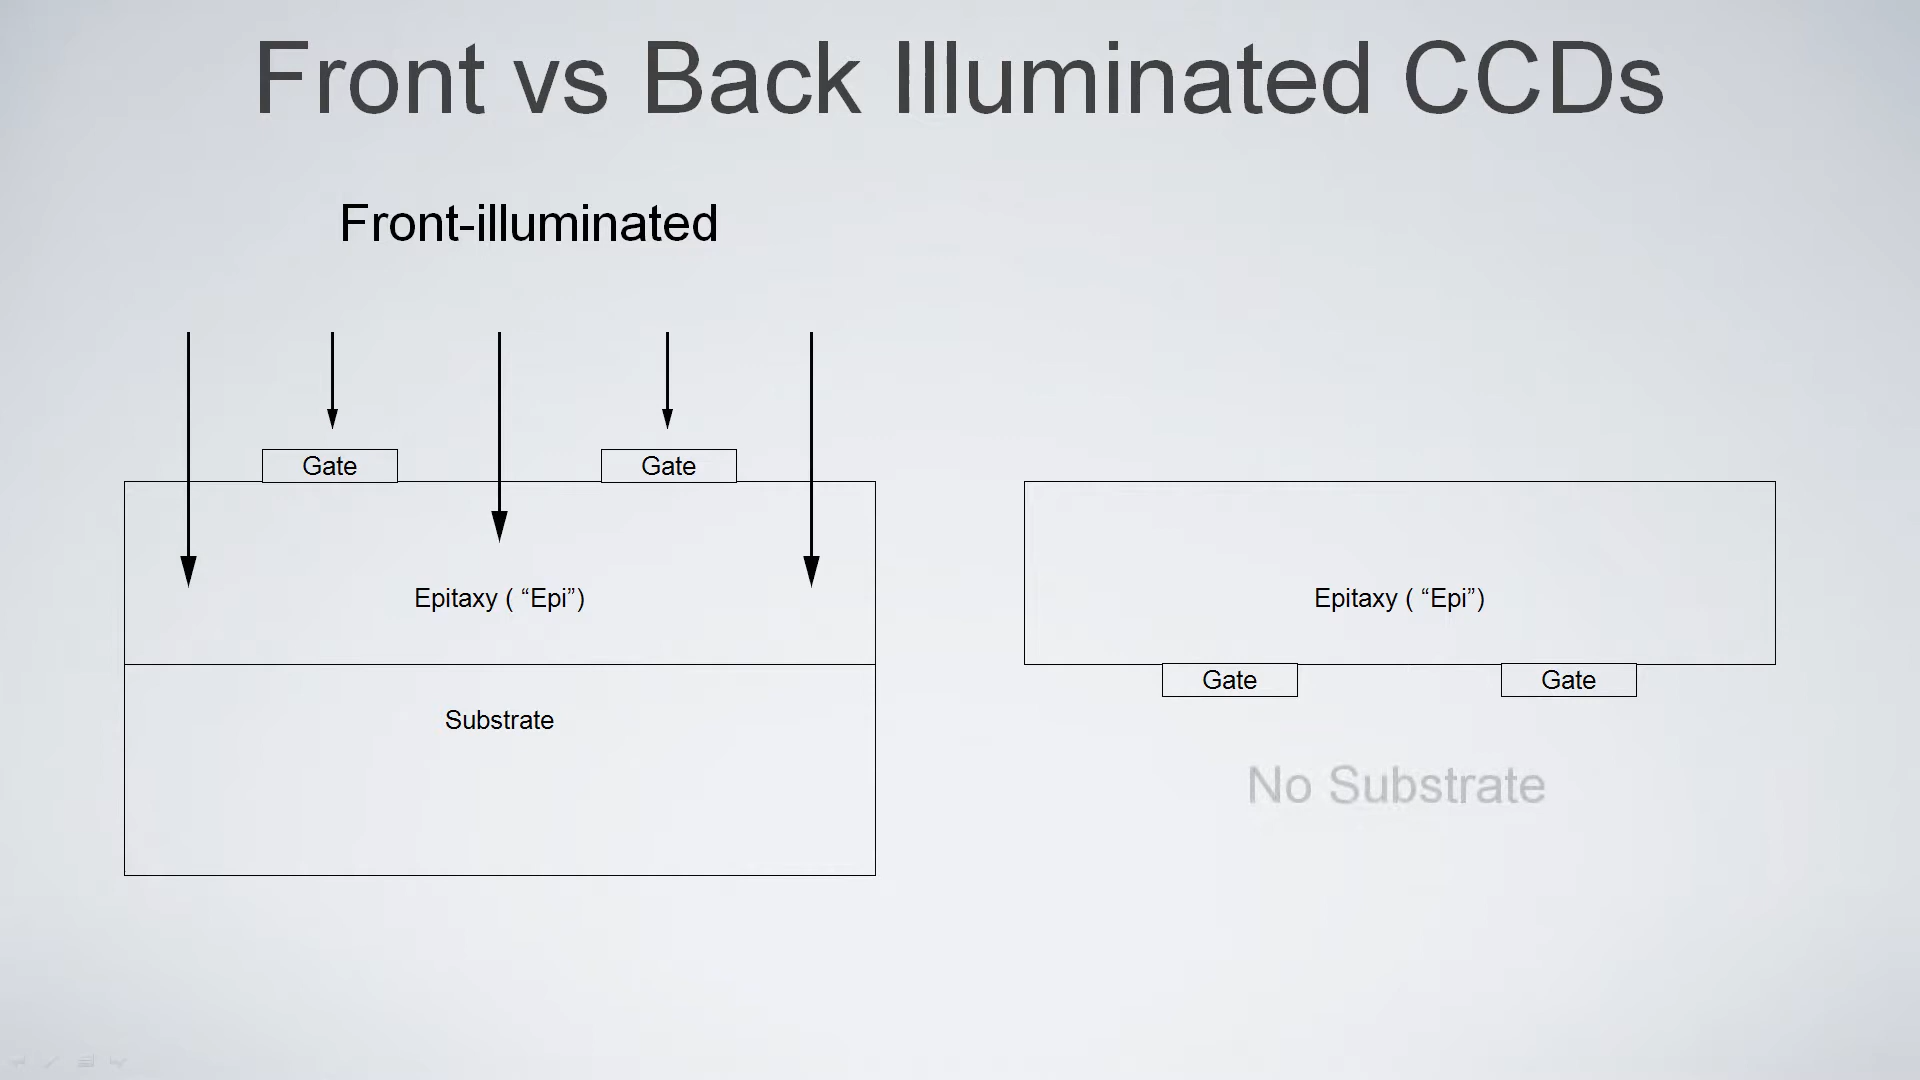 Front vs Back Illuminated CCDs
Front-illuminated
Gate
Gate
Epitaxy ( “Epi”)
Substrate
Epitaxy ( “Epi”)
Gate
Gate
No Substrate